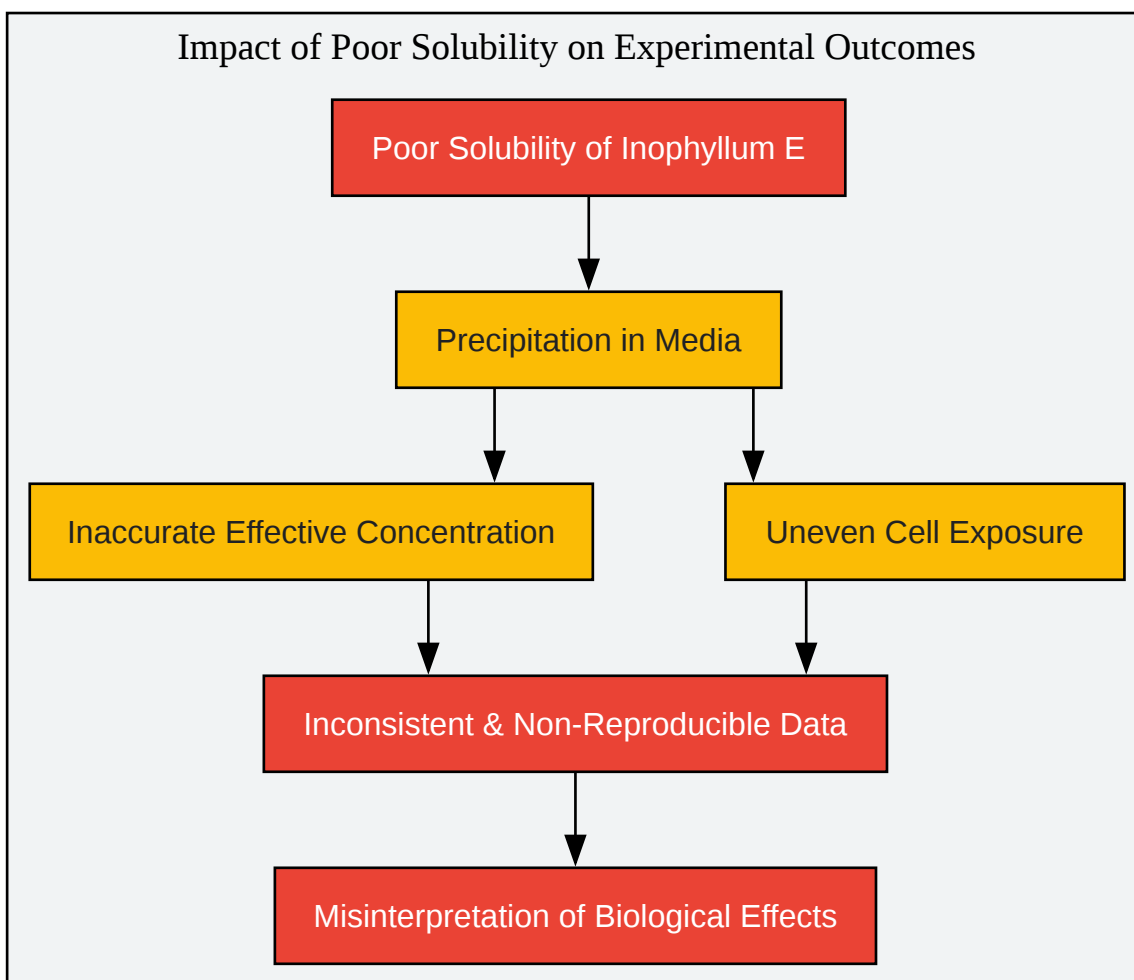 Impact of Poor Solubility on Experimental Outcomes
Poor Solubility of Inophyllum E
Precipitation in Media
Inaccurate Effective Concentration
Uneven Cell Exposure
Inconsistent & Non-Reproducible Data
Misinterpretation of Biological Effects